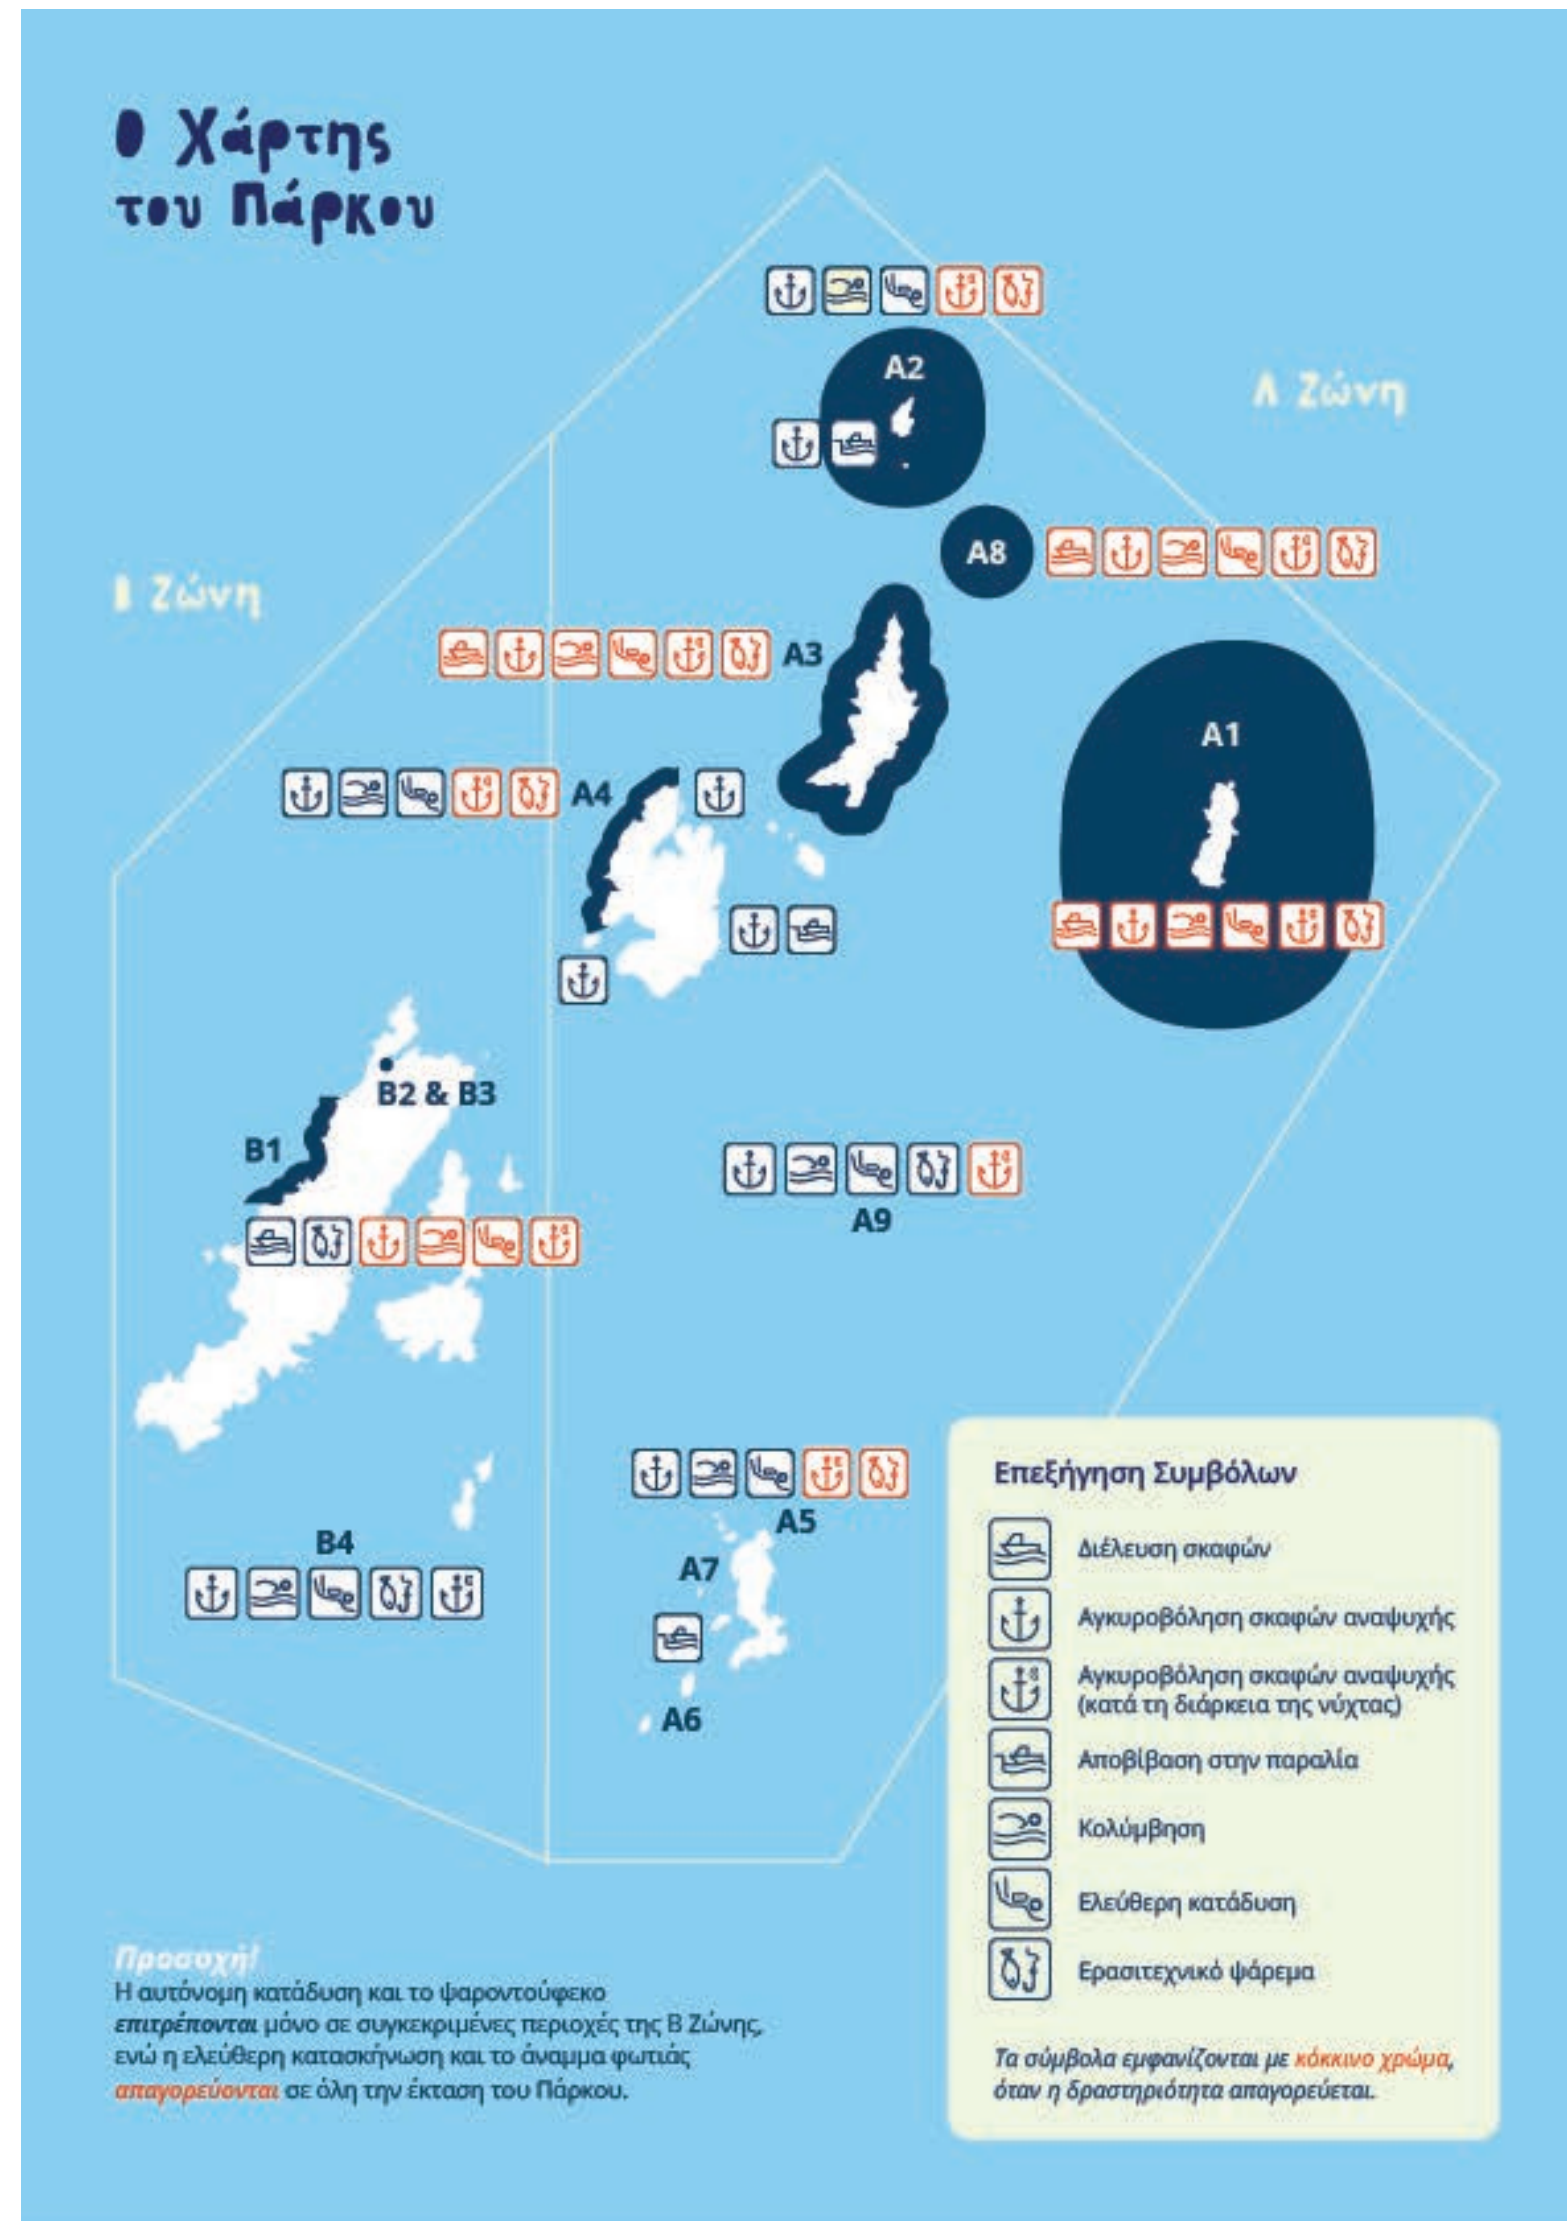 Ο Χάρτης
του Πάρκου
Α Ζώνη
Β Ζώνη
A2
A8
A3
A1
A4
B2 & B3
B1
A9
A5
B4
A7
A6
Επεξήγηση Συμβόλων
Διέλευση σκαφών
Αγκυροβόληση σκαφών αναψυχής
Αγκυροβόληση σκαφών αναψυχής
(κατά τη διάρκεια της νύχτας)
Αποβίβαση στην παραλία
Κολύμβηση
Ελεύθερη κατάδυση
Ερασιτεχνικό ψάρεμα
Τα σύμβολα εμφανίζονται με κόκκινο χρώμα,
όταν η δραστηριότητα απαγορεύεται.
Προσοχή!
Η αυτόνομη κατάδυση και το ψαροντούφεκο
επιτρέπονται μόνο σε συγκεκριμένες περιοχές της Β Ζώνης,
ενώ η ελεύθερη κατασκήνωση και το άναμμα φωτιάς
απαγορεύονται σε όλη την έκταση του Πάρκου.